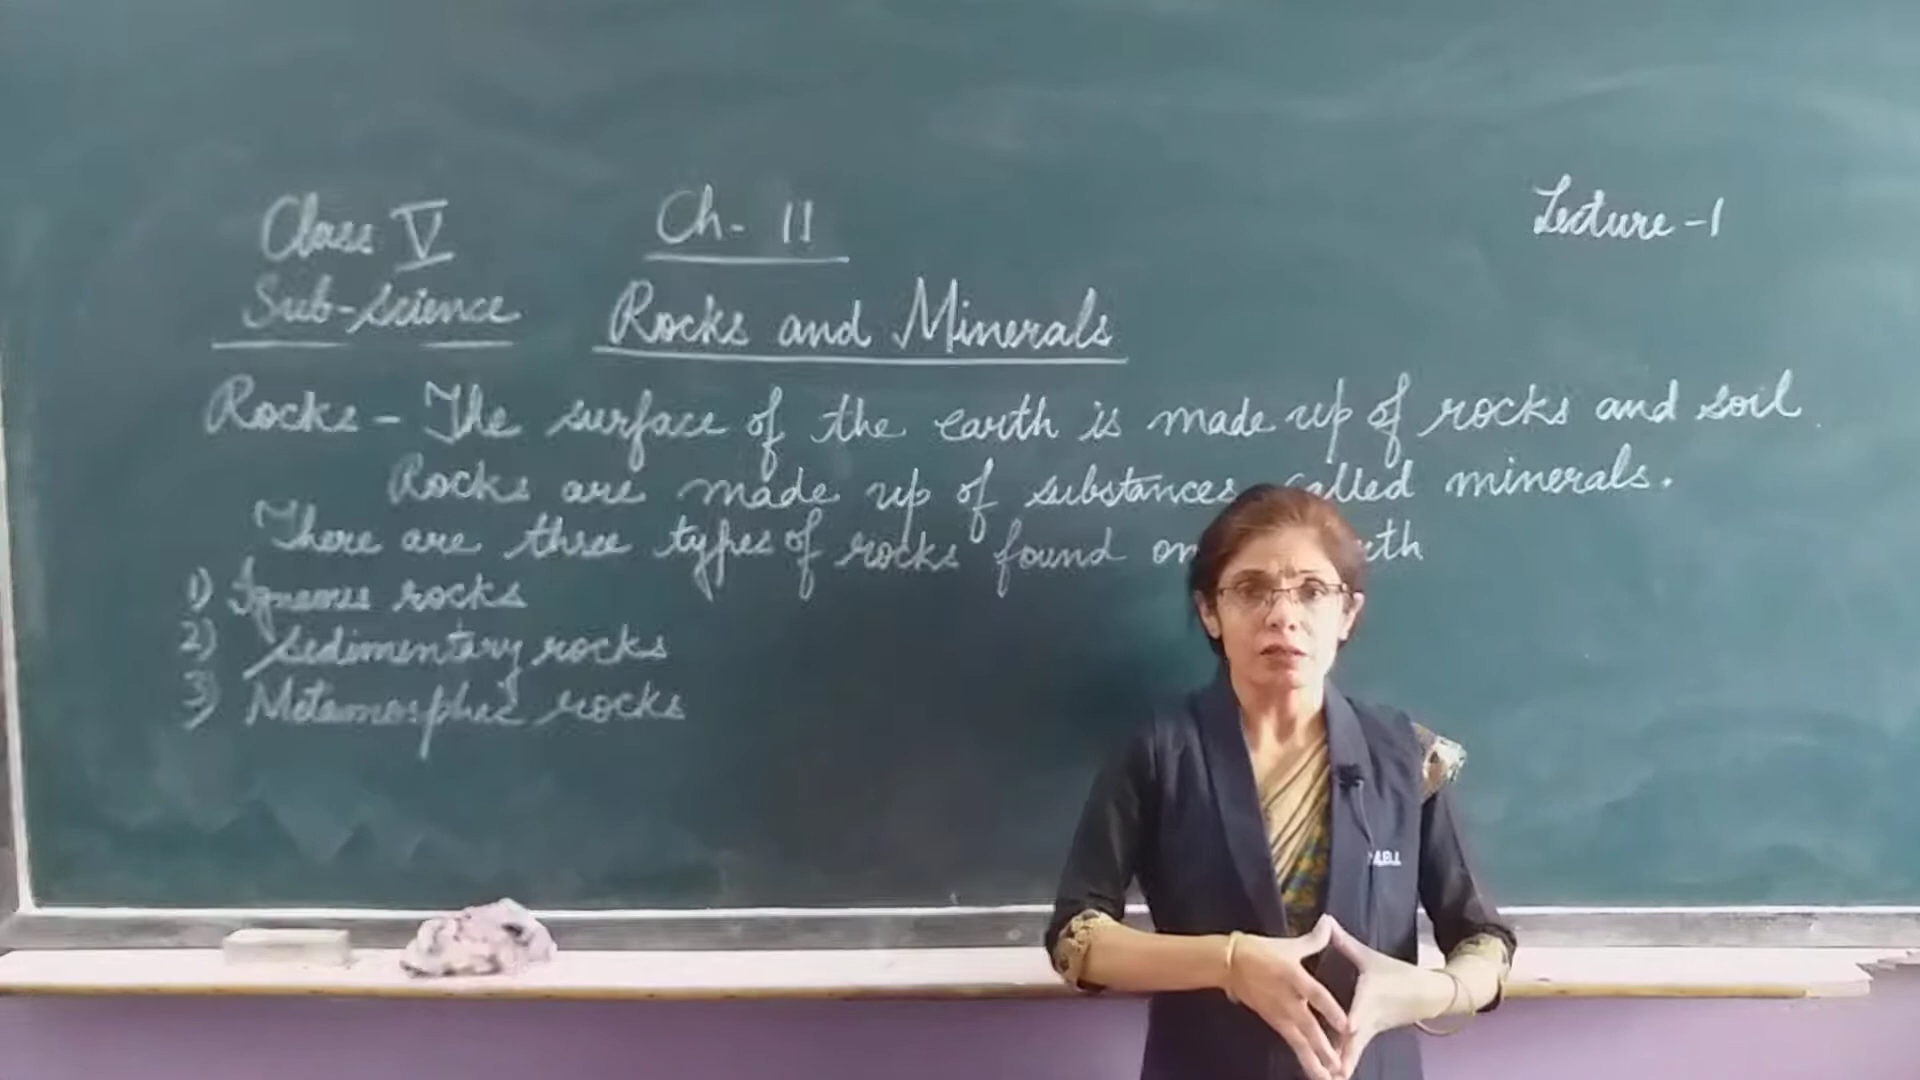 Class V Ch- 11 Lecture -1
Sub-science Rocks and Minerals
Rocks - The surface of the earth is made up of rocks and soil.
Rocks are made up of substances called minerals.
There are three types of rocks found on
1) Igneous rocks
2) Sedimentary rocks
3) Metamorphic rocks